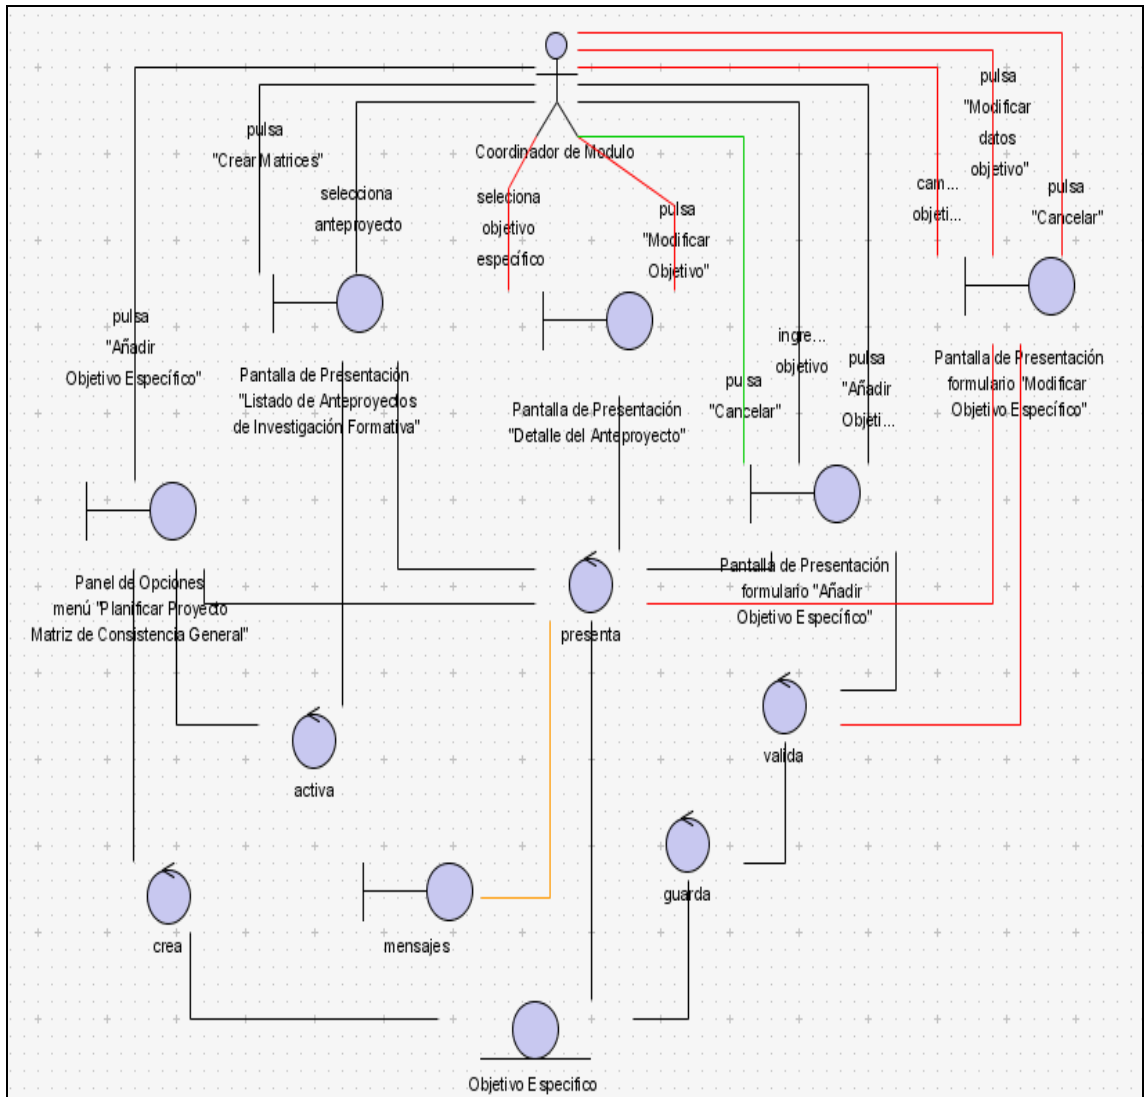 pulsa
"Crear Matrices"
selecciona
anteproyecto
Coordinador de Modulo
seleciona
objetivo
específico
pulsa
"Modificar
Objetivo"
pulsa
"Modificar
datos
objetivo"
cam...
objeti...
pulsa
"Cancelar"
pulsa
"Añadir
Objetivo Específico"
Pantalla de Presentación
"Listado de Anteproyectos
de Investigación Formativa"
Pantalla de Presentación
"Detalle del Anteproyecto"
pulsa
"Cancelar"
ingre...
objetivo
pulsa
"Añadir
Objeti...
Pantalla de Presentación
formulario "Modificar
Objetivo Específico"
Panel de Opciones
menú "Planificar Proyecto
Matriz de Consistencia General"
presenta
Pantalla de Presentación
formulario "Añadir
Objetivo Específico"
activa
valida
guarda
crea
mensajes
Objetivo Especifico